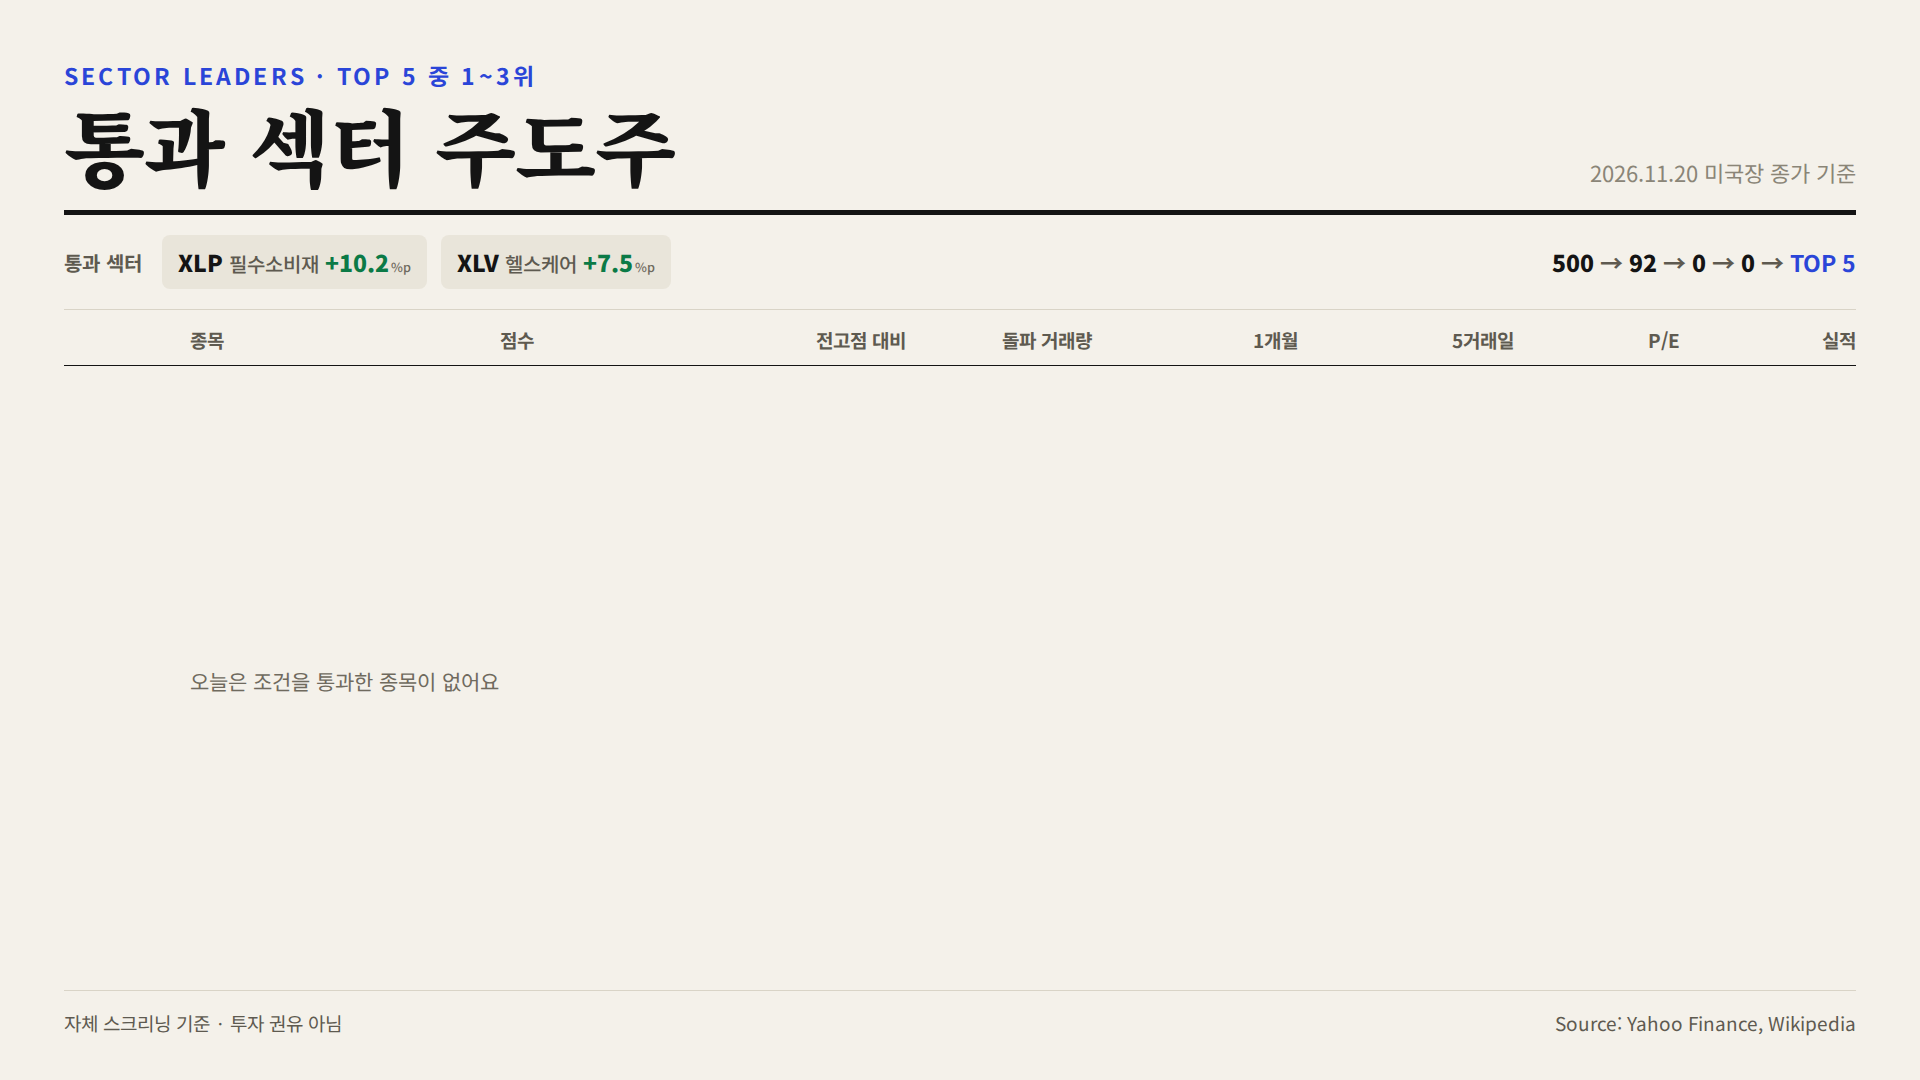 SECTOR LEADERS · TOP 5 중 1~3위
통과 섹터 주도주
2026.11.20 미국장 종가 기준
통과 섹터 XLP 필수소비재 +10.2%p XLV 헬스케어 +7.5%p 500 → 92 → 0 → 0 → TOP 5
종목 점수 전고점 대비 돌파 거래량 1개월 5거래일 P/E 실적
오늘은 조건을 통과한 종목이 없어요
자체 스크리닝 기준 · 투자 권유 아님 Source: Yahoo Finance, Wikipedia